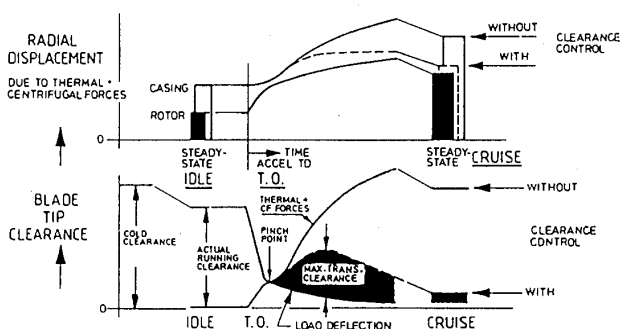 RADIAL
DISPLACEMENT
DUE TO THERMAL +
CENTRIFUGAL FORCES
CASING
ROTOR
0
STEADY-
STATE
IDLE
TIME
ACCEL TO
T.O.
STEADY-
STATE
CRUISE
WITHOUT
WITH
CLEARANCE
CONTROL
BLADE
TIP
CLEARANCE
COLD
CLEARANCE
ACTUAL
RUNNING
CLEARANCE
PINCH
POINT
THERMAL +
CF FORCES
MAX. TRANS.
CLEARANCE
WITHOUT
CLEARANCE
CONTROL
WITH
0
IDLE
T.O.
LOAD DEFLECTION
CRUISE